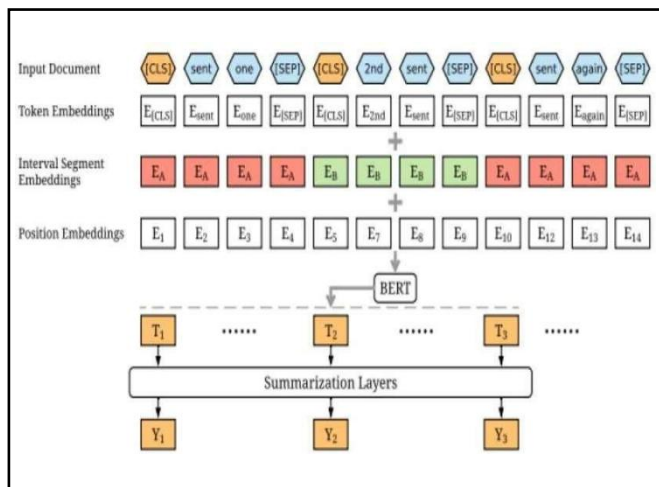 Input Document [CLS] sent one [SEP] [CLS] 2nd sent [SEP] [CLS] sent again [SEP]
Token Embeddings E[CLS] Esent Eone E[SEP] E[CLS] E2nd Esent E[SEP] E[CLS] Esent Eagain E[SEP]
+
Interval Segment
Embeddings EA EA EA EA EB EB EB EB EA EA EA EA
+
Position Embeddings E1 E2 E3 E4 E5 E7 E8 E9 E10 E12 E13 E14
BERT
T1 ...... T2 ...... T3 ......
Summarization Layers
Y1 Y2 Y3